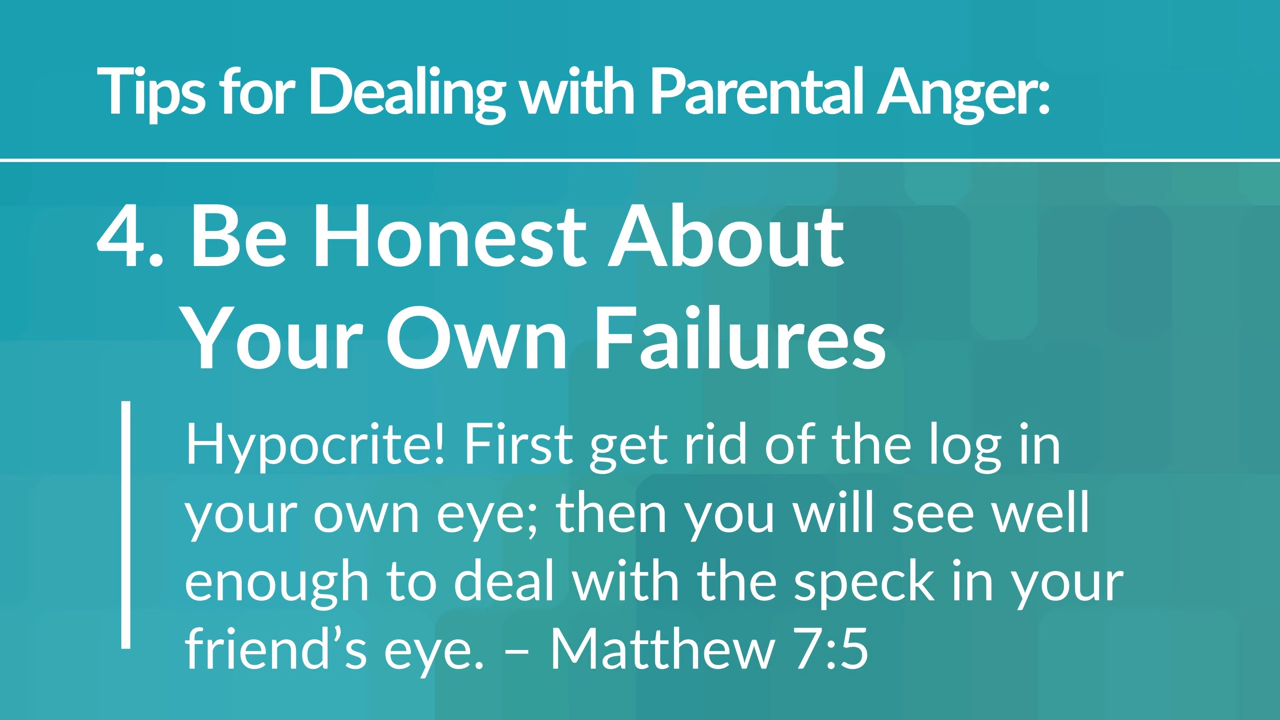 Tips for Dealing with Parental Anger:
4. Be Honest About
Your Own Failures
Hypocrite! First get rid of the log in
your own eye; then you will see well
enough to deal with the speck in your
friend’s eye. – Matthew 7:5